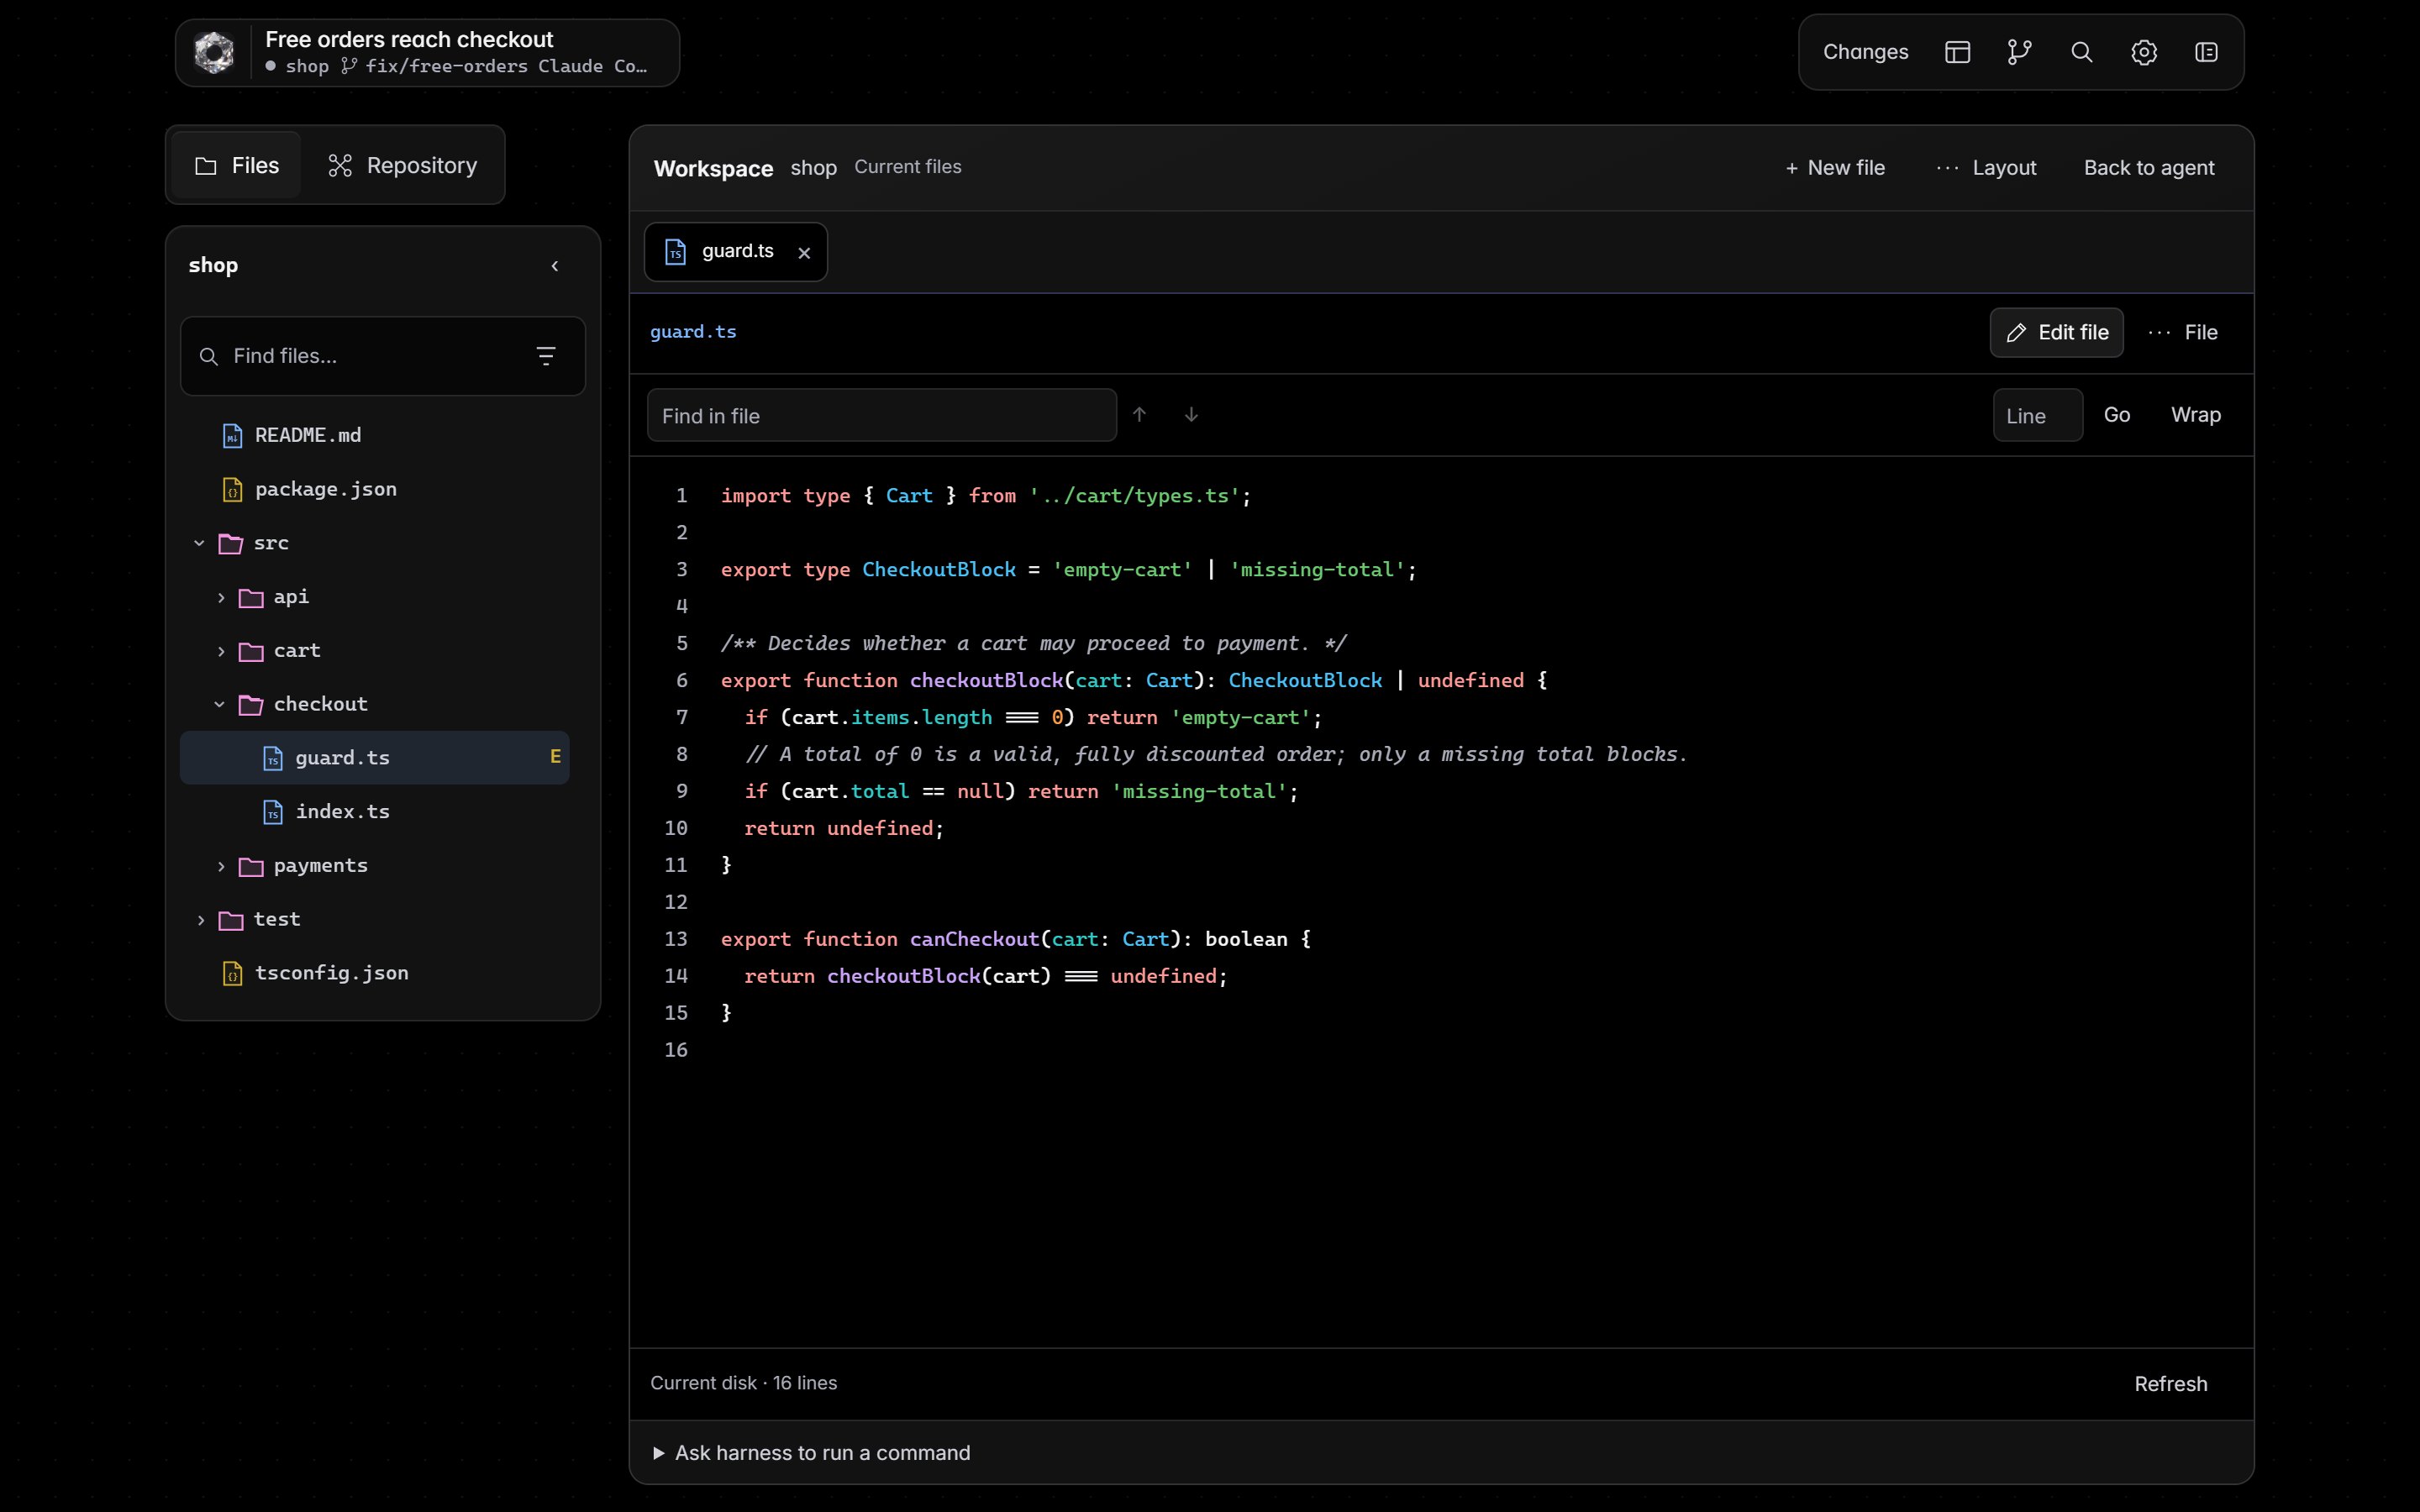 Free orders reach checkout
shop fix/free-orders Claude Co…
Changes
Files
Repository
shop
Find files...
README.md
package.json
src
api
cart
checkout
guard.ts E
index.ts
payments
test
tsconfig.json
Workspace shop Current files
+ New file
··· Layout
Back to agent
guard.ts ×
guard.ts
Edit file
··· File
Find in file
Line
Go
Wrap
1 import type { Cart } from '../cart/types.ts';
2
3 export type CheckoutBlock = 'empty-cart' | 'missing-total';
4
5 /** Decides whether a cart may proceed to payment. */
6 export function checkoutBlock(cart: Cart): CheckoutBlock | undefined {
7   if (cart.items.length === 0) return 'empty-cart';
8   // A total of 0 is a valid, fully discounted order; only a missing total blocks.
9   if (cart.total == null) return 'missing-total';
10   return undefined;
11 }
12
13 export function canCheckout(cart: Cart): boolean {
14   return checkoutBlock(cart) === undefined;
15 }
16
Current disk · 16 lines
Refresh
Ask harness to run a command